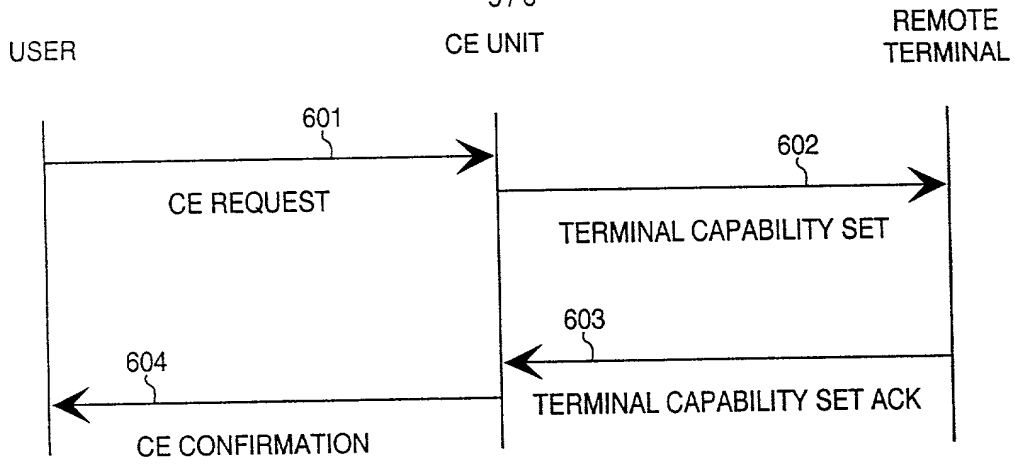 USER
CE UNIT
REMOTE
TERMINAL
601
CE REQUEST
602
TERMINAL CAPABILITY SET
603
TERMINAL CAPABILITY SET ACK
604
CE CONFIRMATION